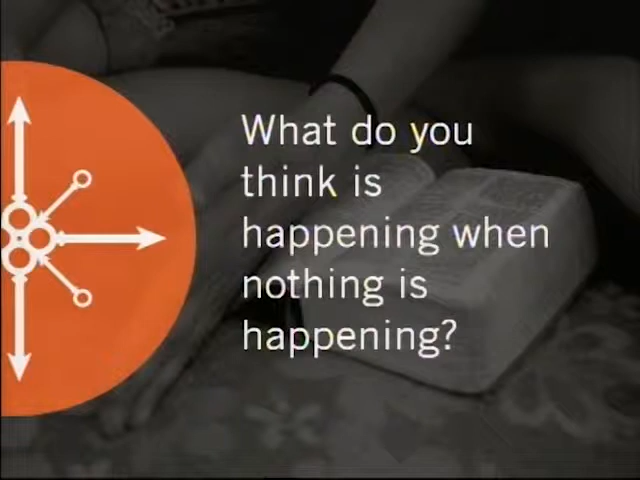 What do you
think is
happening when
nothing is
happening?